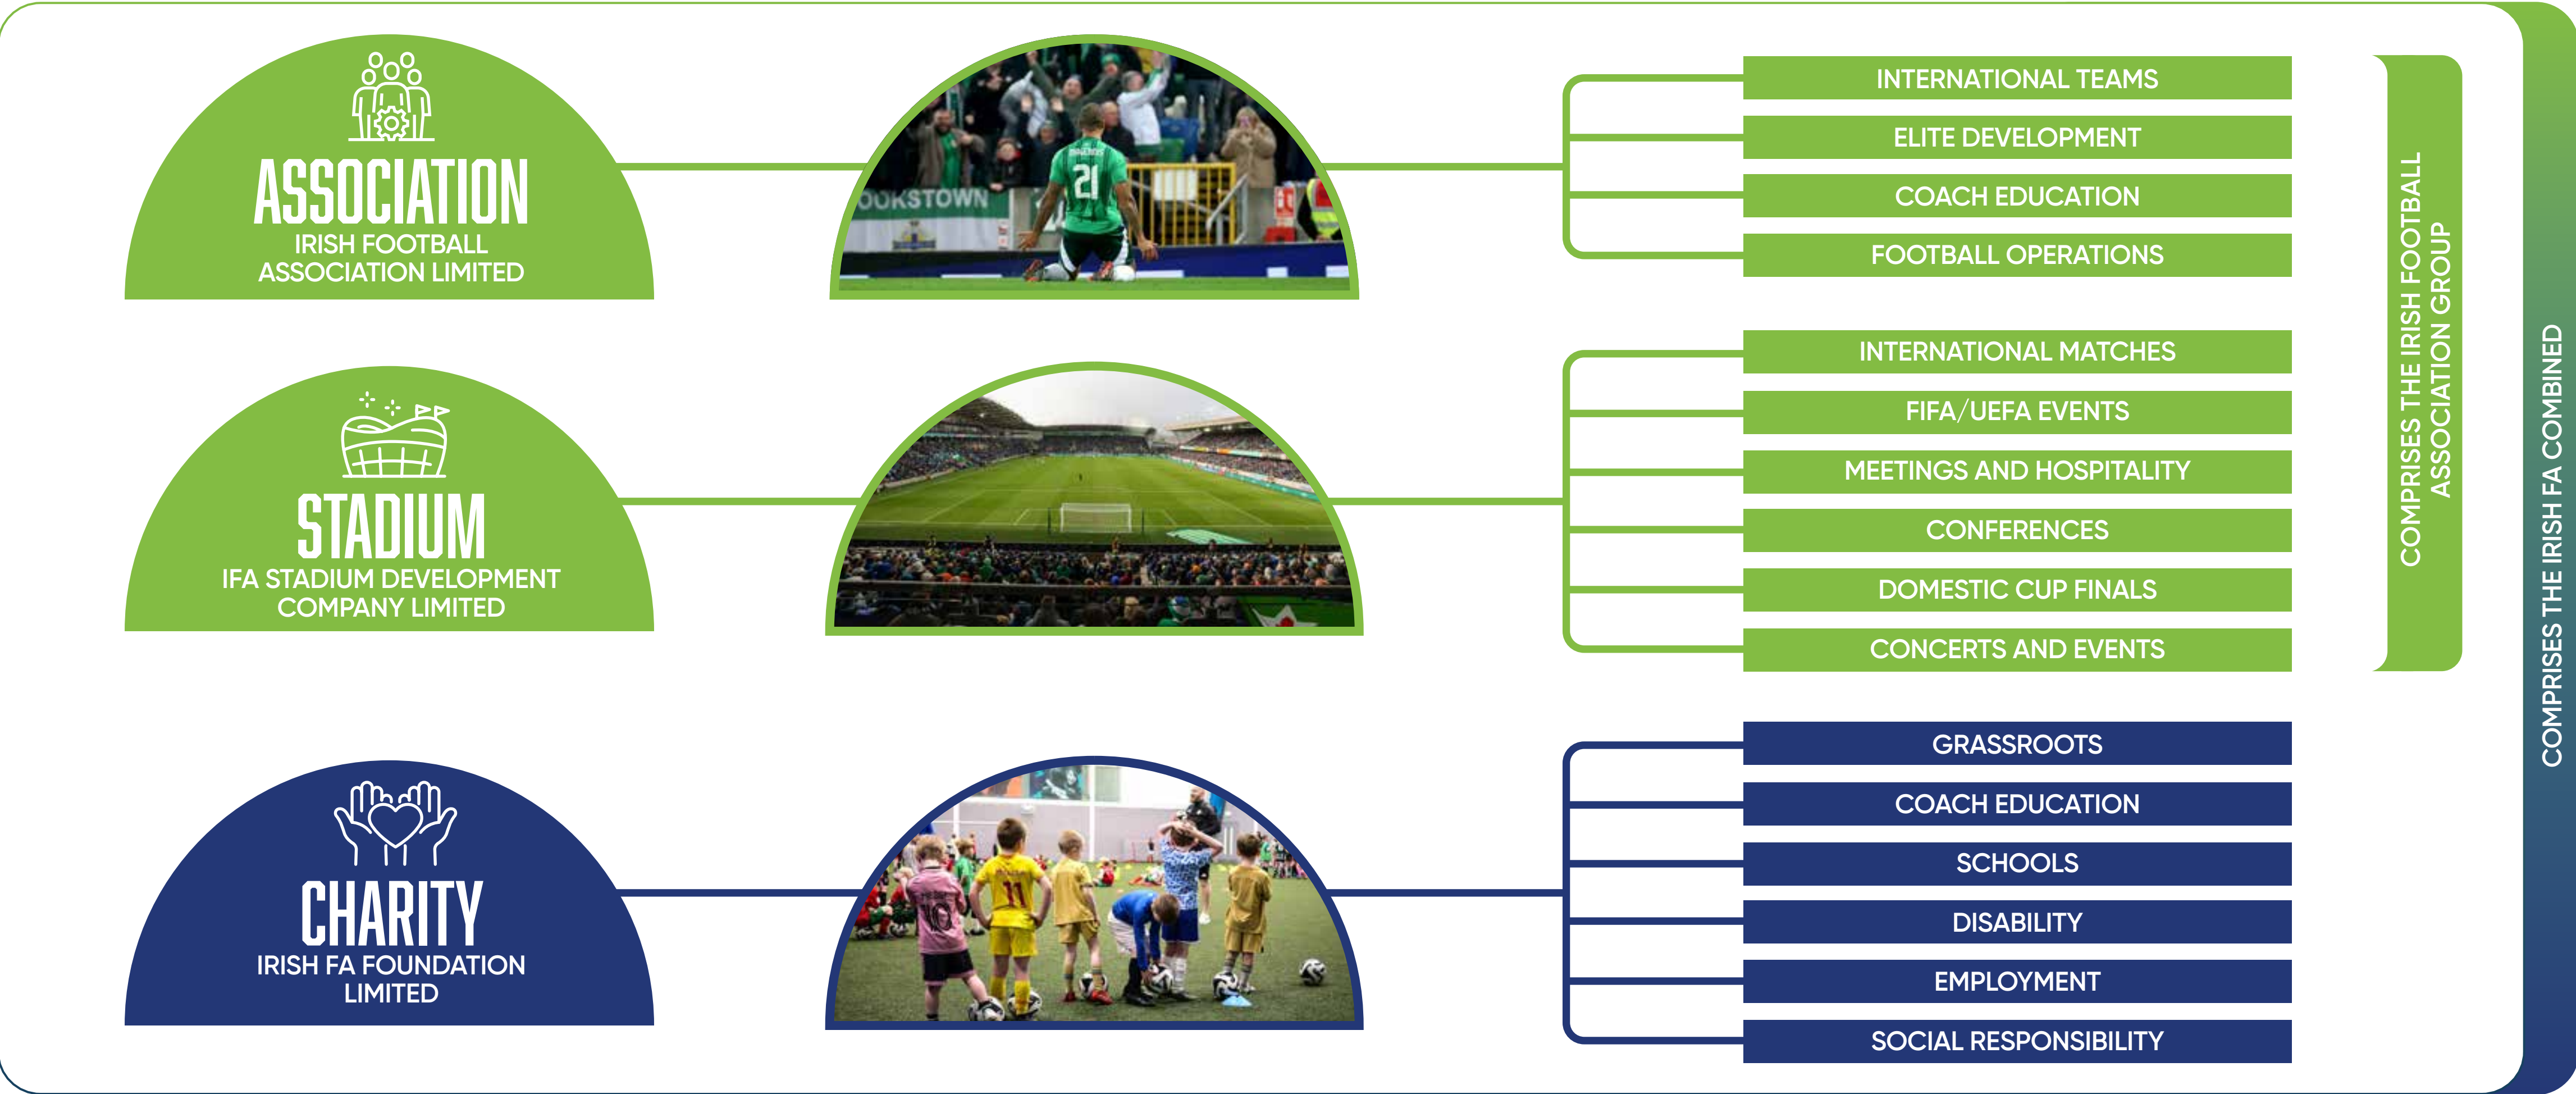 ASSOCIATION
IRISH FOOTBALL
ASSOCIATION LIMITED
21
OOKSTOWN
INTERNATIONAL TEAMS
ELITE DEVELOPMENT
COACH EDUCATION
FOOTBALL OPERATIONS
STADIUM
IFA STADIUM DEVELOPMENT
COMPANY LIMITED
INTERNATIONAL MATCHES
FIFA/UEFA EVENTS
MEETINGS AND HOSPITALITY
CONFERENCES
DOMESTIC CUP FINALS
CONCERTS AND EVENTS
COMPRISES THE IRISH FOOTBALL
ASSOCIATION GROUP
CHARITY
IRISH FA FOUNDATION
LIMITED
10
11
GRASSROOTS
COACH EDUCATION
SCHOOLS
DISABILITY
EMPLOYMENT
SOCIAL RESPONSIBILITY
COMPRISES THE IRISH FA COMBINED